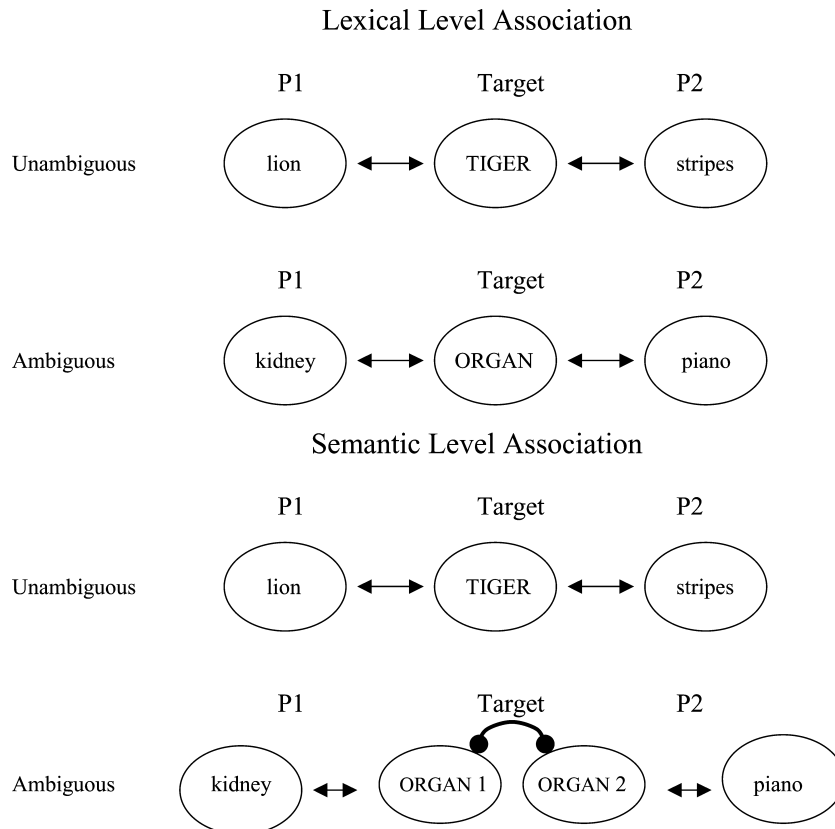 Lexical Level Association
P1 Target P2
Unambiguous lion TIGER stripes
P1 Target P2
Ambiguous kidney ORGAN piano
Semantic Level Association
P1 Target P2
Unambiguous lion TIGER stripes
P1 Target P2
Ambiguous kidney ORGAN 1 ORGAN 2 piano